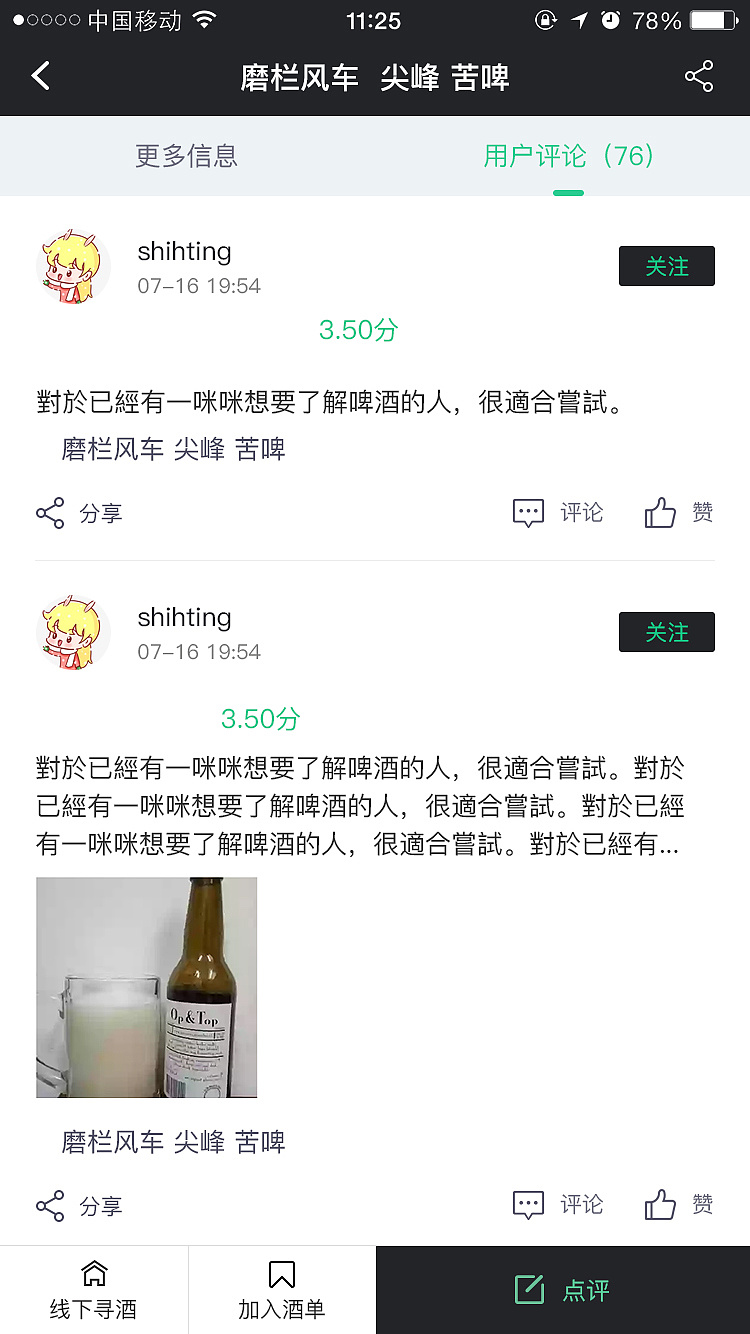 中国移动 11:25 78%
磨栏风车 尖峰 苦啤
更多信息 用户评论（76）
shihting
关注
07-16 19:54
3.50分
對於已經有一咪咪想要了解啤酒的人，很適合嘗試。
磨栏风车 尖峰 苦啤
分享 评论 赞
shihting
关注
07-16 19:54
3.50分
對於已經有一咪咪想要了解啤酒的人，很適合嘗試。對於
已經有一咪咪想要了解啤酒的人，很適合嘗試。對於已經
有一咪咪想要了解啤酒的人，很適合嘗試。對於已經有...
Op & Top
磨栏风车 尖峰 苦啤
分享 评论 赞
线下寻酒 加入酒单 点评